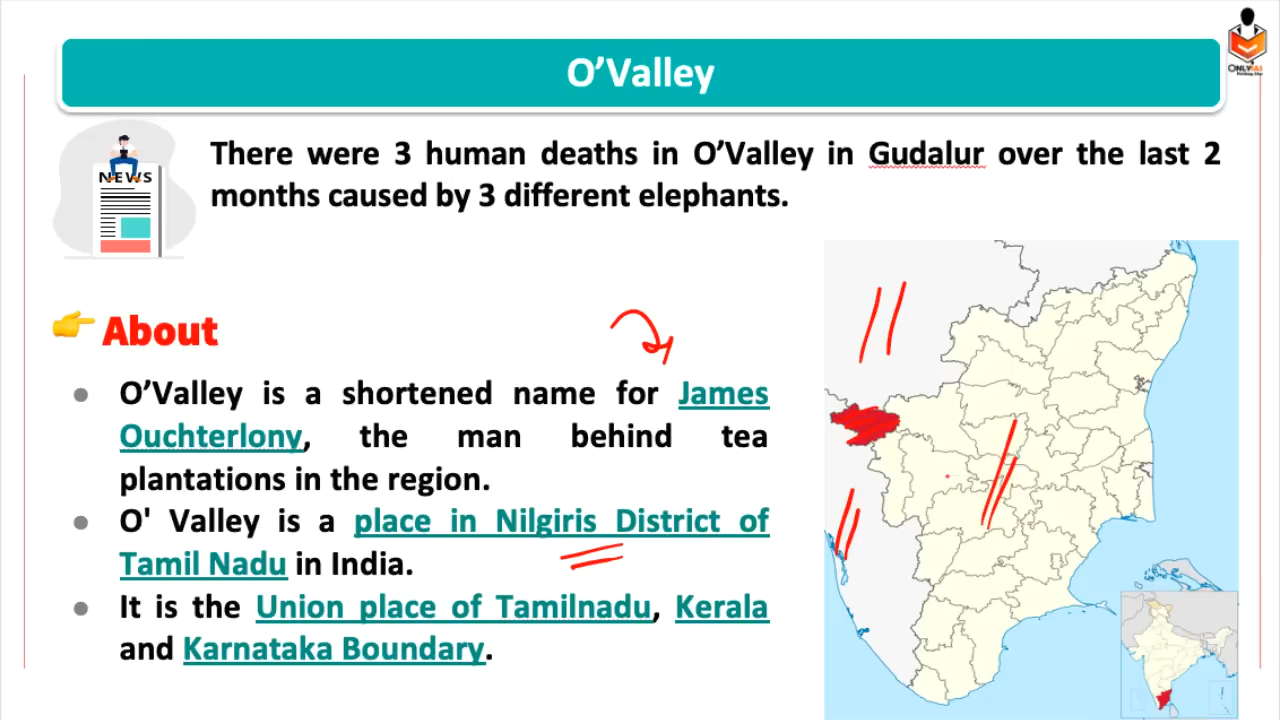 O’Valley
ONLYIAS
NEWS
There were 3 human deaths in O’Valley in Gudalur over the last 2
months caused by 3 different elephants.
About
O’Valley is a shortened name for James
Ouchterlony, the man behind tea
plantations in the region.
O' Valley is a place in Nilgiris District of
Tamil Nadu in India.
It is the Union place of Tamilnadu, Kerala
and Karnataka Boundary.